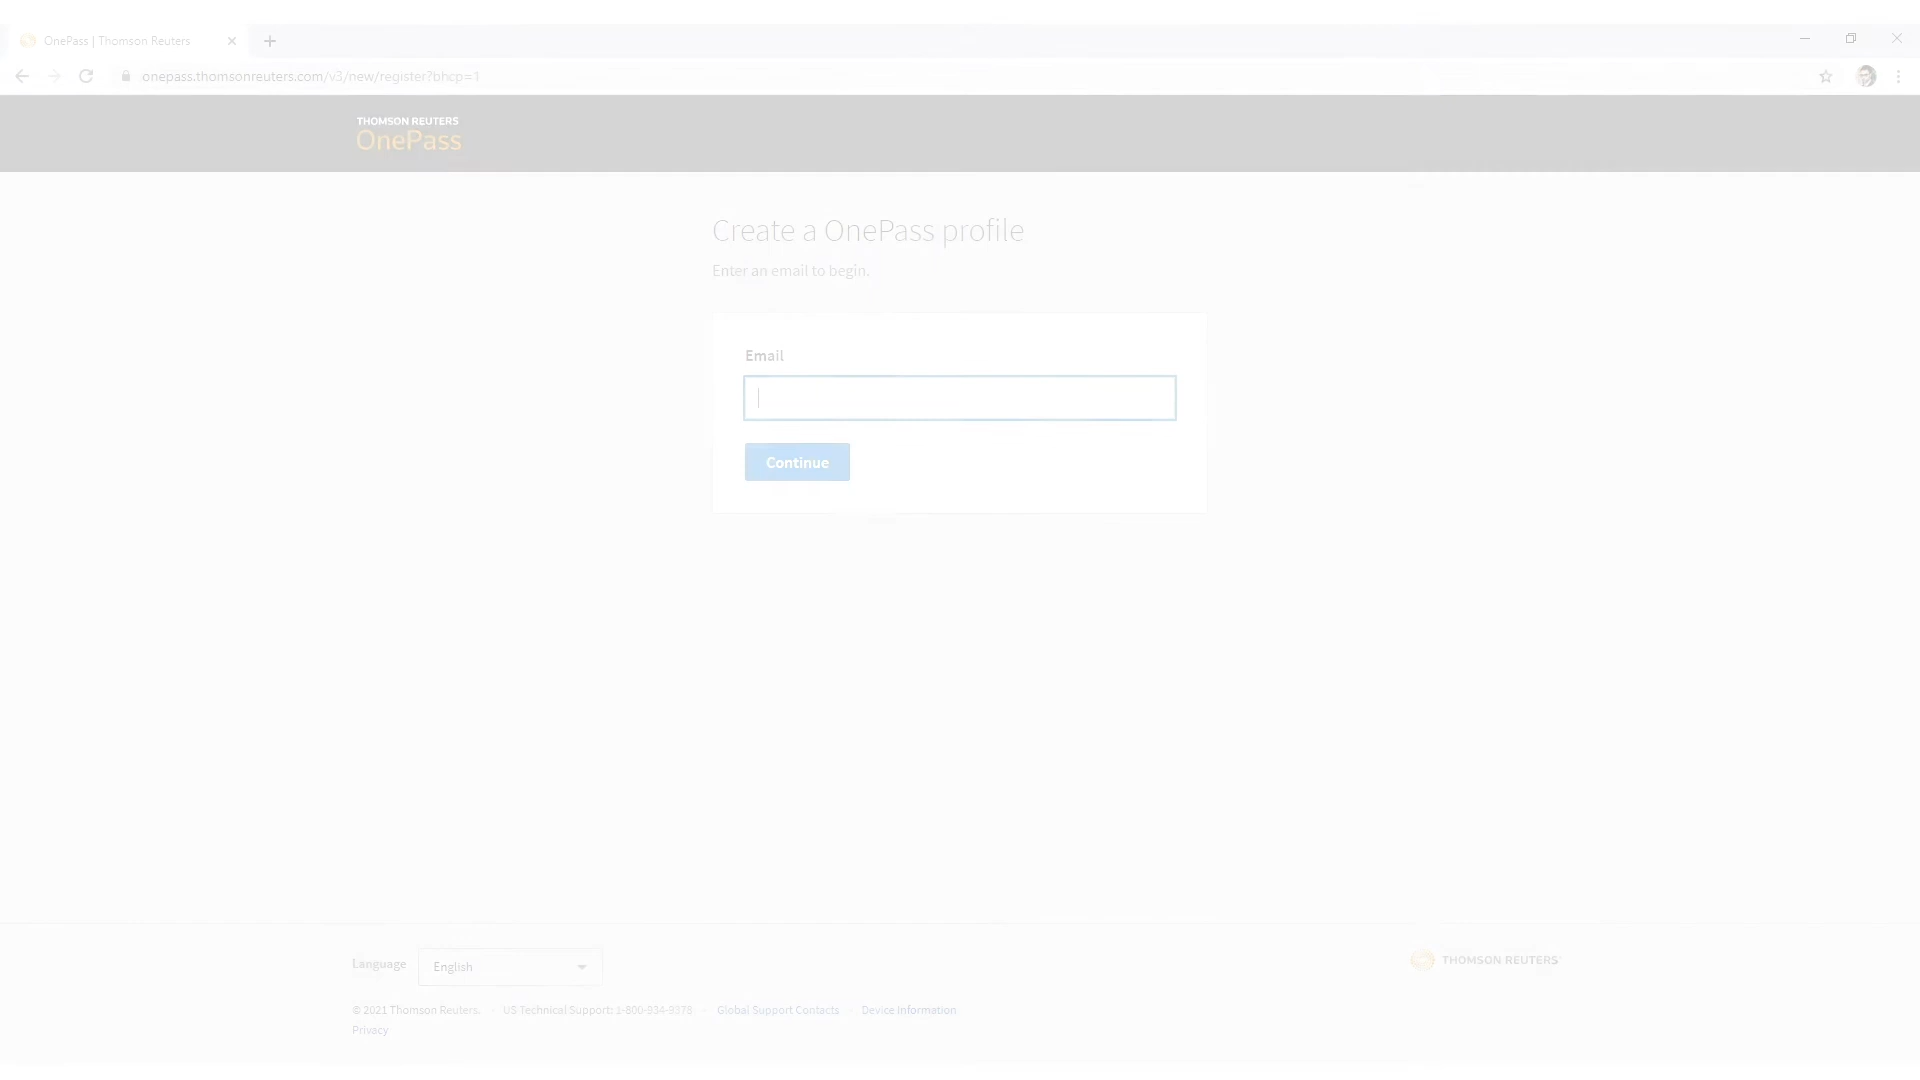 OnePass | Thomson Reuters
onepass.thomsonreuters.com/v3/new/register?bhcp=1
THOMSON REUTERS
OnePass
Create a OnePass profile
Enter an email to begin.
Email
Continue
Language
English
THOMSON REUTERS
© 2021 Thomson Reuters. US Technical Support: 1-800-934-9378 Global Support Contacts Device Information
Privacy